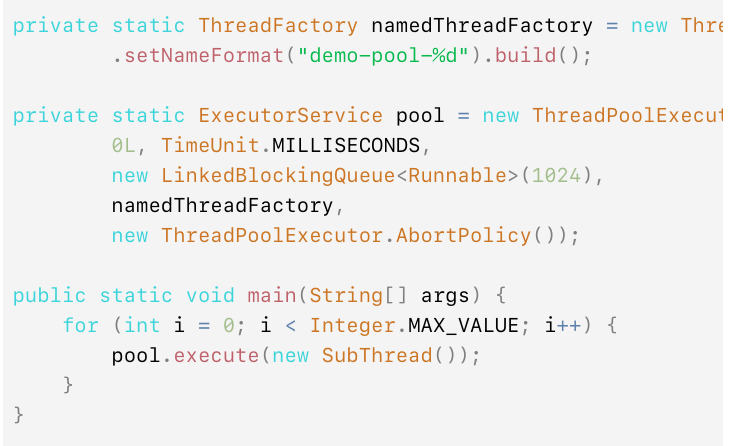 private static ThreadFactory namedThreadFactory = new Thre
.setNameFormat("demo-pool-%d").build();
private static ExecutorService pool = new ThreadPoolExecut
0L, TimeUnit.MILLISECONDS,
new LinkedBlockingQueue<Runnable>(1024),
namedThreadFactory,
new ThreadPoolExecutor.AbortPolicy());
public static void main(String[] args) {
for (int i = 0; i < Integer.MAX_VALUE; i++) {
pool.execute(new SubThread());
}
}